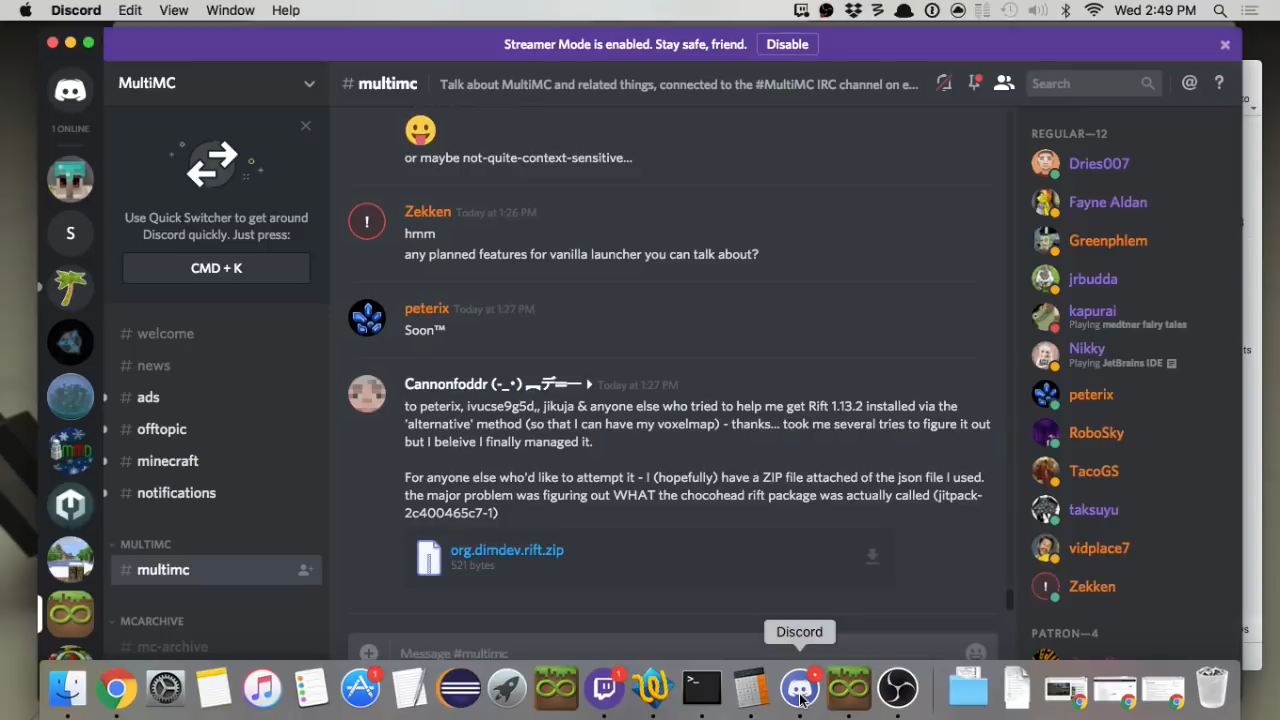 Discord Edit View Window Help Wed 2:49 PM
Streamer Mode is enabled. Stay safe, friend. Disable
MultiMC
# multimc Talk about MultiMC and related things, connected to the #MultiMC IRC channel on e... Search
1 ONLINE
S
Use Quick Switcher to get around
Discord quickly. Just press:
CMD + K
# welcome
# news
# ads
# offtopic
# minecraft
# notifications
MULTIMC
# multimc
MCARCHIVE
# mc-archive
or maybe not-quite-context-sensitive...
Zekken Today at 1:26 PM
hmm
any planned features for vanilla launcher you can talk about?
peterix Today at 1:27 PM
Soon™
Cannonfoddr (-_•) ︻デ═一 Today at 1:27 PM
to peterix, ivucse9g5d,, jikuja & anyone else who tried to help me get Rift 1.13.2 installed via the
'alternative' method (so that I can have my voxelmap) - thanks... took me several tries to figure it out
but I beleive I finally managed it.
For anyone else who'd like to attempt it - I (hopefully) have a ZIP file attached of the json file I used.
the major problem was figuring out WHAT the chocohead rift package was actually called (jitpack-
2c400465c7-1)
org.dimdev.rift.zip
521 bytes
Message #multimc
REGULAR—12
Dries007
Fayne Aldan
Greenphlem
jrbudda
kapurai
Playing medtner fairy tales
Nikky
Playing JetBrains IDE
peterix
RoboSky
TacoGS
taksuyu
vidplace7
Zekken
PATRON—4
Discord